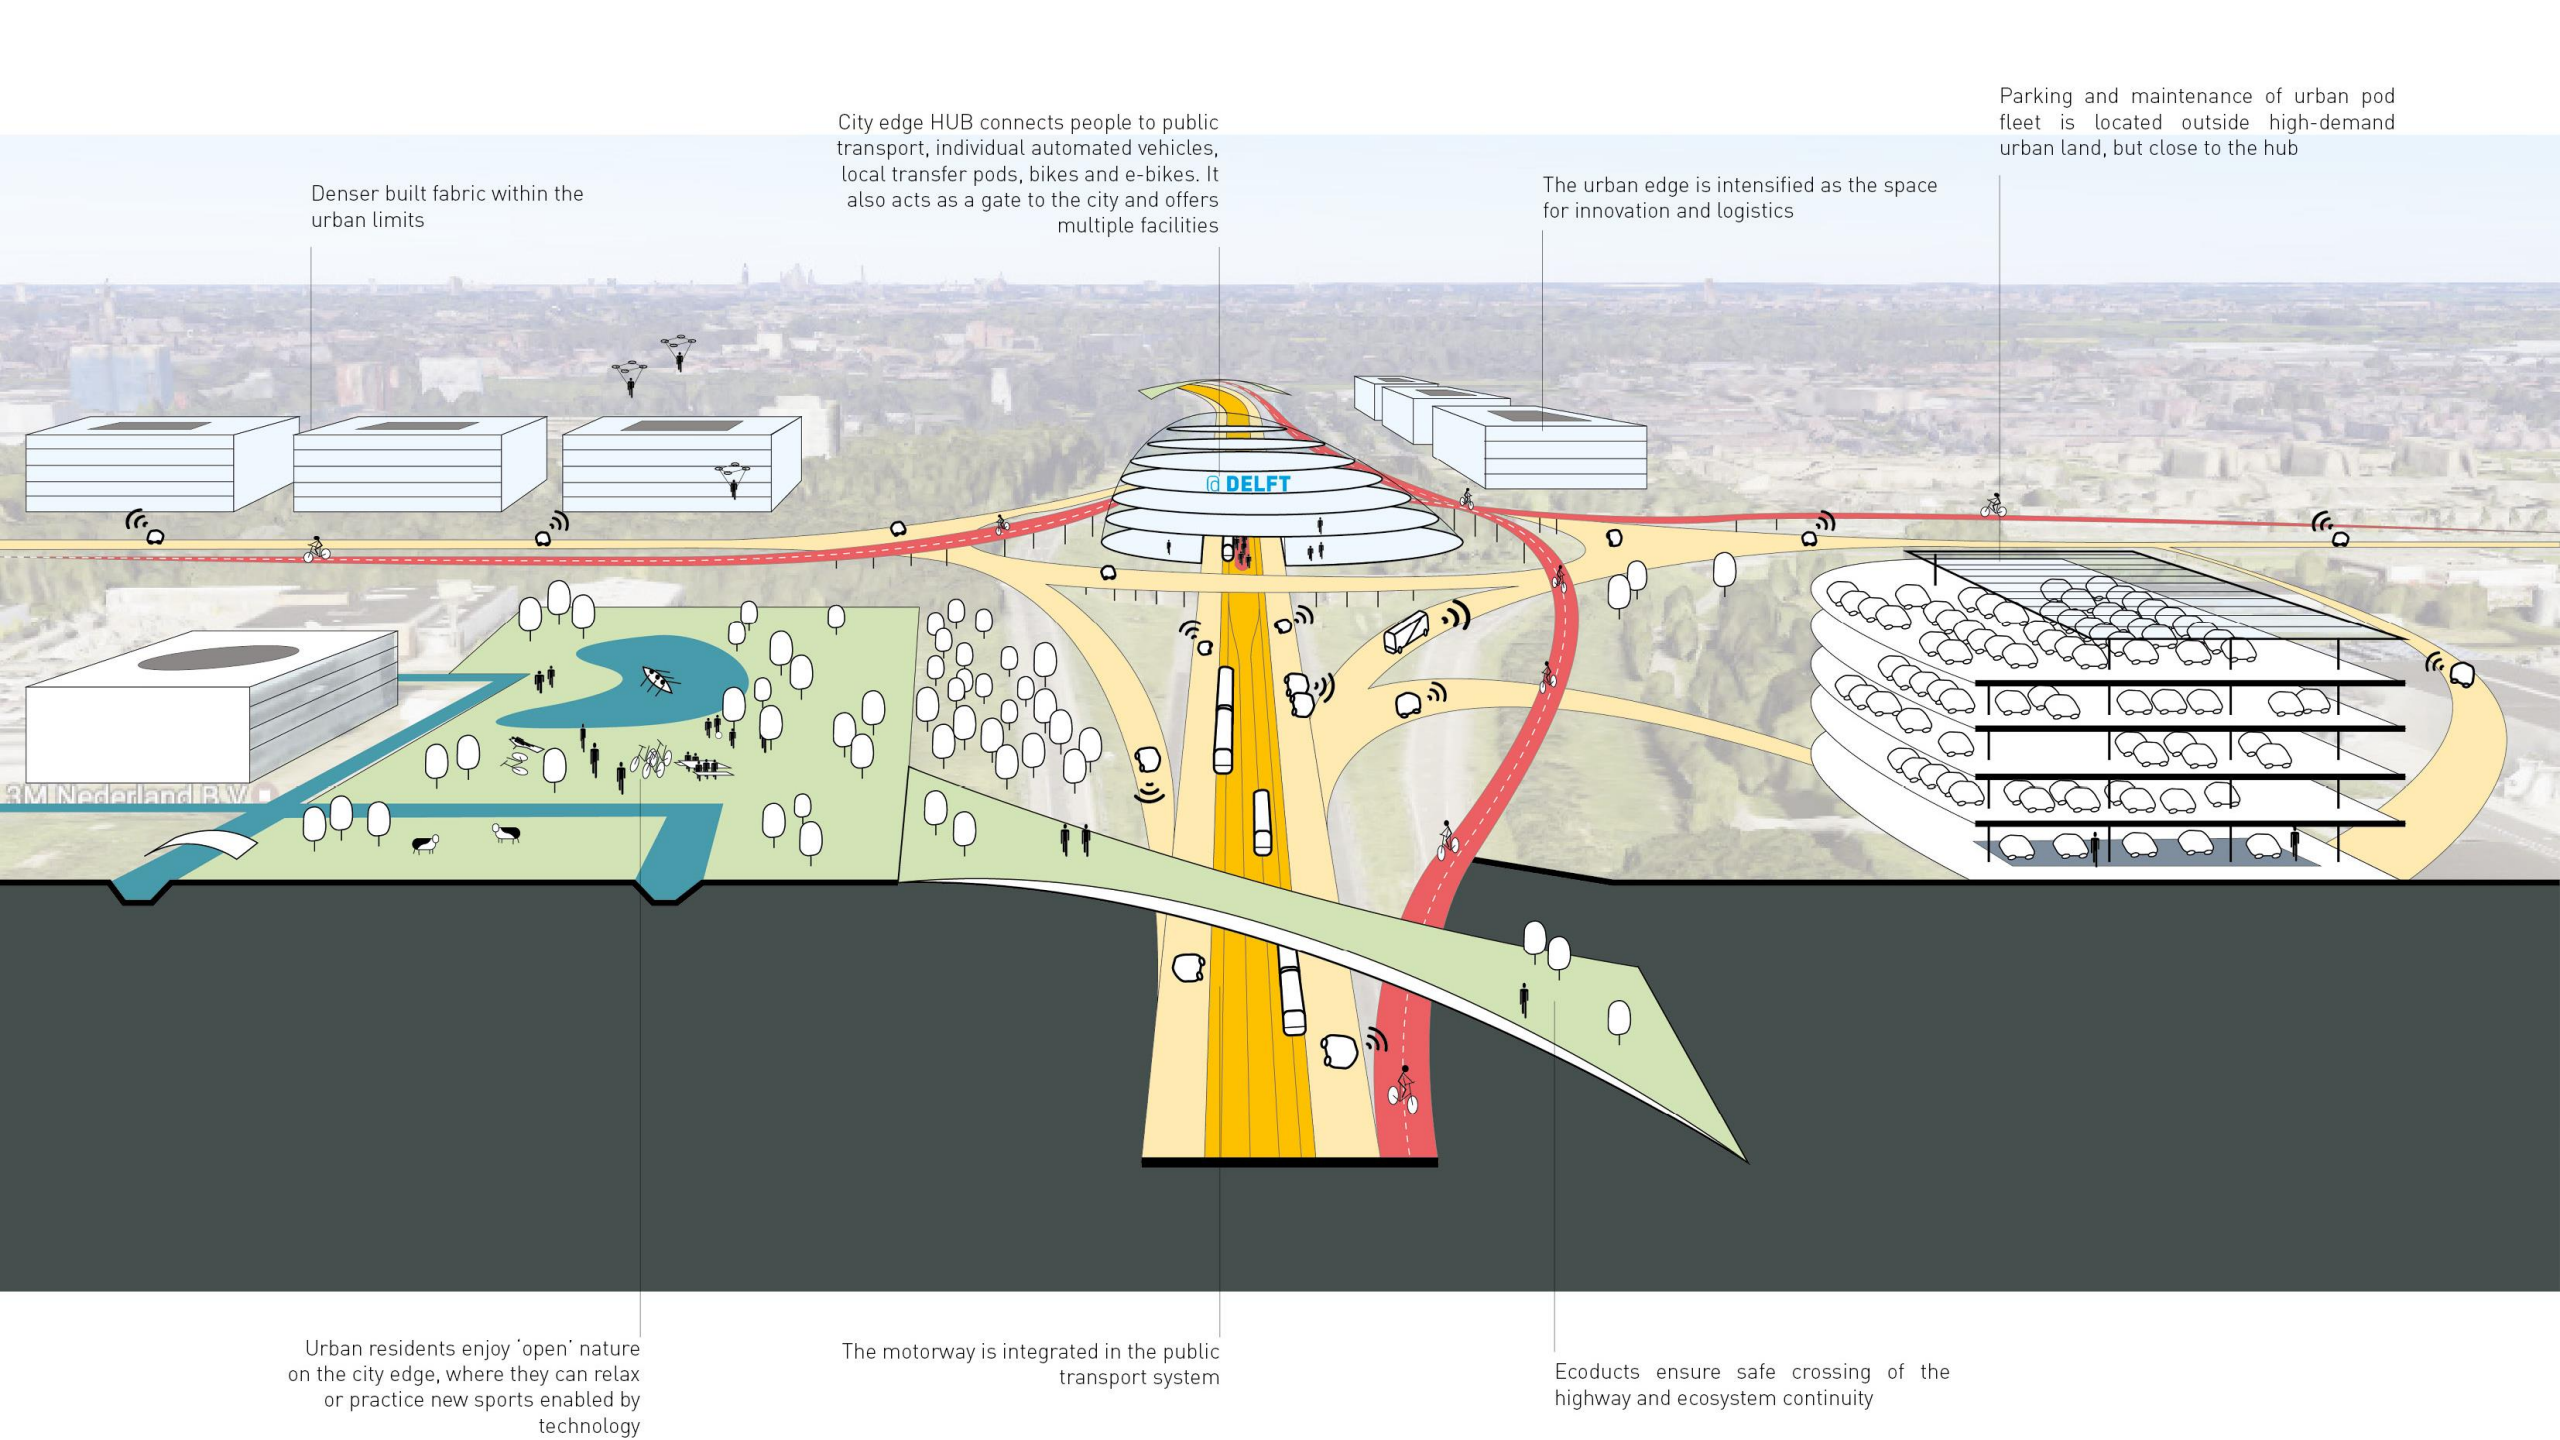 Parking and maintenance of urban pod
fleet is located outside high-demand
urban land, but close to the hub
City edge HUB connects people to public
transport, individual automated vehicles,
local transfer pods, bikes and e-bikes. It
also acts as a gate to the city and offers
multiple facilities
Denser built fabric within the
urban limits
The urban edge is intensified as the space
for innovation and logistics
@ DELFT
3M Nederland B.V.
Urban residents enjoy ‘open’ nature
on the city edge, where they can relax
or practice new sports enabled by
technology
The motorway is integrated in the public
transport system
Ecoducts ensure safe crossing of the
highway and ecosystem continuity